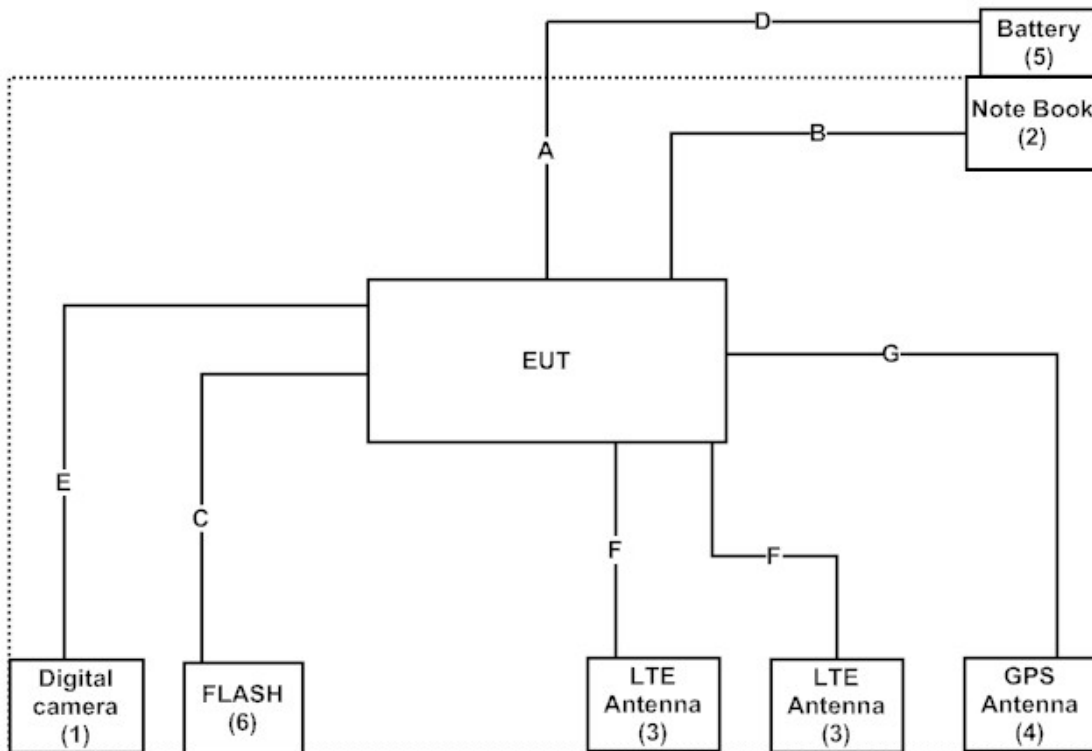 D
Battery
(5)
Note Book
(2)
B
A
EUT
G
E
C
F
F
Digital
camera
(1)
FLASH
(6)
LTE
Antenna
(3)
LTE
Antenna
(3)
GPS
Antenna
(4)